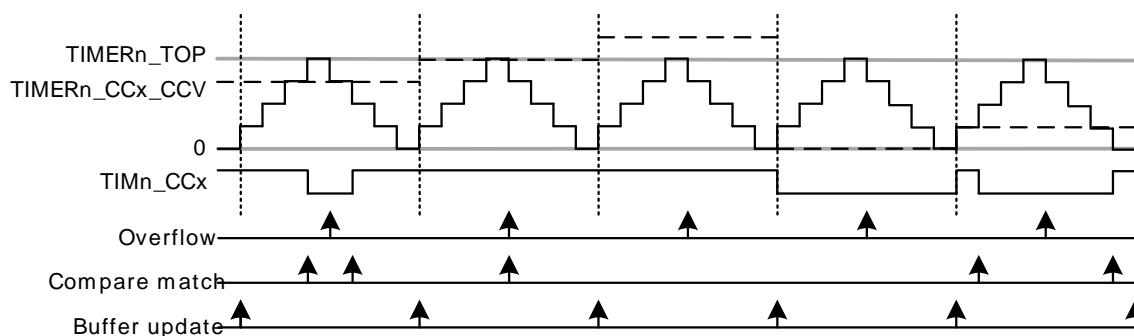 TIMERn_TOP
TIMERn_CCx_CCV
0
TIMn_CCx
Overflow
Compare match
Buffer update